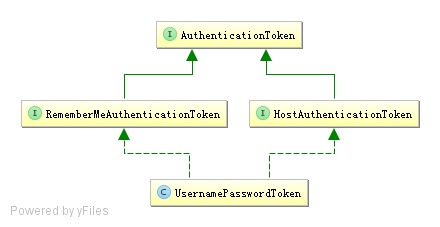 I AuthenticationToken
I RememberMeAuthenticationToken
I HostAuthenticationToken
C UsernamePasswordToken
Powered by yFiles